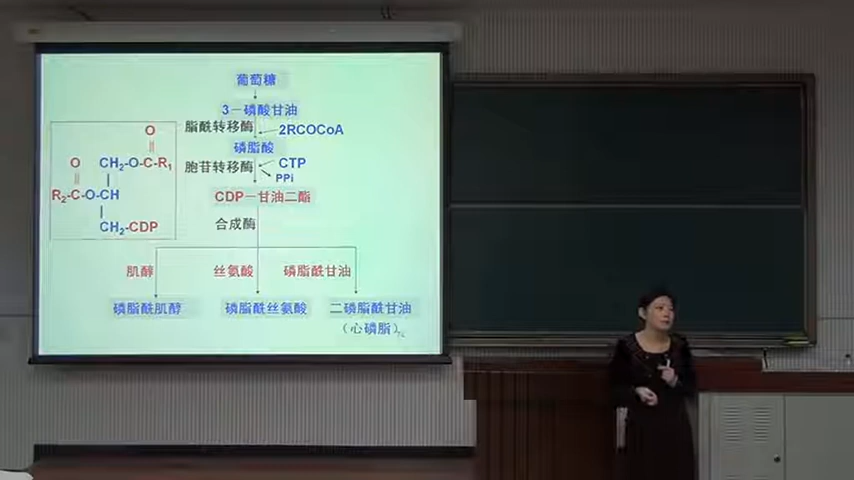 葡萄糖
3－磷酸甘油
脂酰转移酶
2RCOCoA
磷脂酸
胞苷转移酶
CTP
PPi
CDP－甘油二酯
合成酶
O
||
O CH2-O-C-R1
||
R2-C-O-CH
CH2-CDP
肌醇 丝氨酸 磷脂酰甘油
磷脂酰肌醇 磷脂酰丝氨酸 二磷脂酰甘油
(心磷脂)